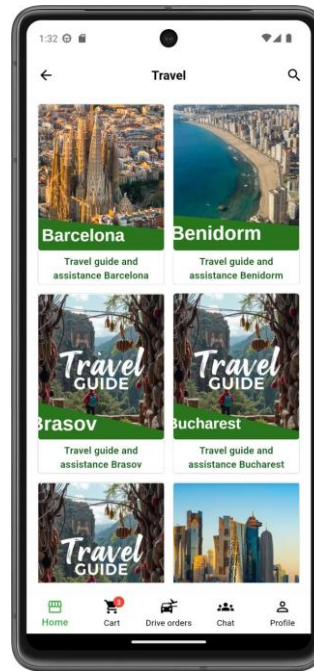 1:32
Travel
Barcelona
Benidorm
Travel guide and
assistance Barcelona
Travel guide and
assistance Benidorm
Travel
GUIDE
Brasov
Travel
GUIDE
Bucharest
Travel guide and
assistance Brasov
Travel guide and
assistance Bucharest
Travel
GUIDE
3
Home
Cart
Drive orders
Chat
Profile